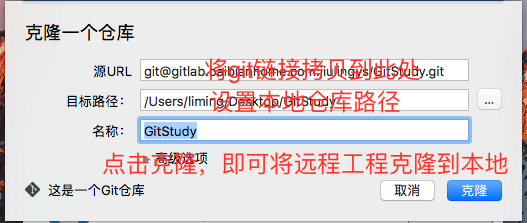 克隆一个仓库
源URL git@gitlab.baibianhome.com:jiulingys/GitStudy.git
将git链接拷贝到此处
目标路径： /Users/liming/Desktop/GitStudy ...
设置本地仓库路径
名称： GitStudy
点击克隆，即可将远程工程克隆到本地
高级选项
这是一个Git仓库 取消 克隆